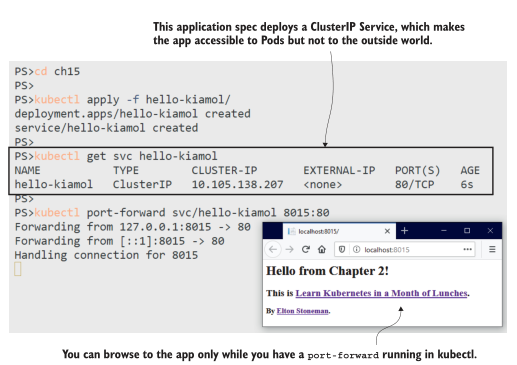 This application spec deploys a ClusterIP Service, which makes
the app accessible to Pods but not to the outside world.
PS>cd ch15
PS>
PS>kubectl apply -f hello-kiamol/
deployment.apps/hello-kiamol created
service/hello-kiamol created
PS>
PS>kubectl get svc hello-kiamol
NAME TYPE CLUSTER-IP EXTERNAL-IP PORT(S) AGE
hello-kiamol ClusterIP 10.105.138.207 <none> 80/TCP 6s
PS>
PS>kubectl port-forward svc/hello-kiamol 8015:80
Forwarding from 127.0.0.1:8015 -> 80
Forwarding from [::1]:8015 -> 80
Handling connection for 8015
localhost:8015/
localhost:8015
Hello from Chapter 2!
This is Learn Kubernetes in a Month of Lunches.
By Elton Stoneman.
You can browse to the app only while you have a port-forward running in kubectl.